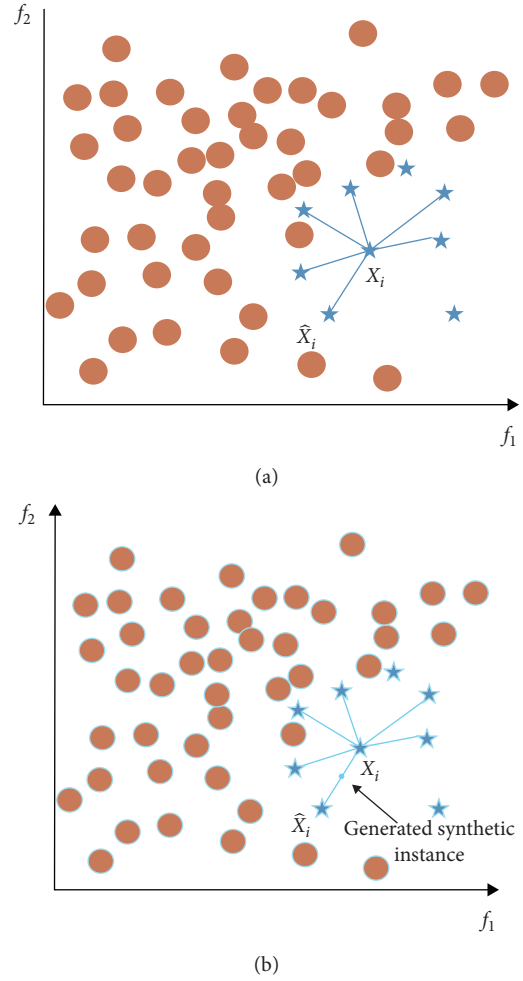 f₂
Xᵢ
X̂ᵢ
f₁
(a)
f₂
Xᵢ
X̂ᵢ
Generated synthetic
instance
f₁
(b)